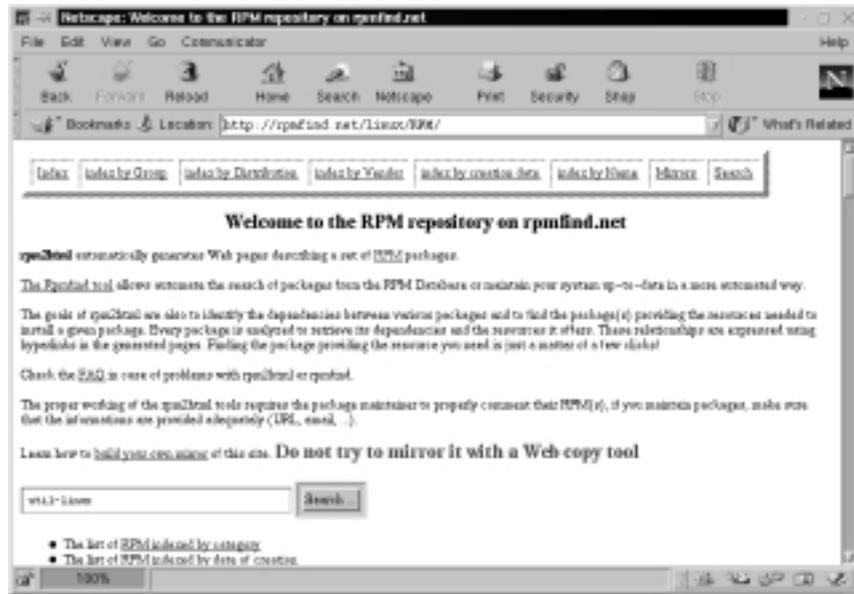 Netscape: Welcome to the RPM repository on rpmfind.net
File Edit View Go Communicator Help
Back Forward Reload Home Search Netscape Print Security Shop Stop
Bookmarks Location: http://rpmfind.net/linux/RPM/ What's Related
Index index by Group index by Distribution index by Vendor index by creation date index by Name Mirrors Search
Welcome to the RPM repository on rpmfind.net
rpm2html automatically generates Web pages describing a set of RPM packages.
The Rpmfind tool allows automate the search of packages from the RPM Database or maintain your system up-to-date in a more automated way.
The goals of rpm2html are also to identify the dependencies between various packages and to find the package(s) providing the resources needed to
install a given package. Every package is analyzed to retrieve its dependencies and the resources it offers. These relationships are expressed using
hyperlinks in the generated pages. Finding the package providing the resource you need is just a matter of a few clicks!
Check the FAQ in case of problems with rpm2html or rpmfind.
The proper working of the rpm2html tools requires the package maintainer to properly comment their RPM(s), if you maintain packages, make sure
that the informations are provided adequately (URL, email, ...).
Learn how to build your own mirror of this site. Do not try to mirror it with a Web copy tool
util-linux Search...
The list of RPM indexed by category
The list of RPM indexed by date of creation
100%